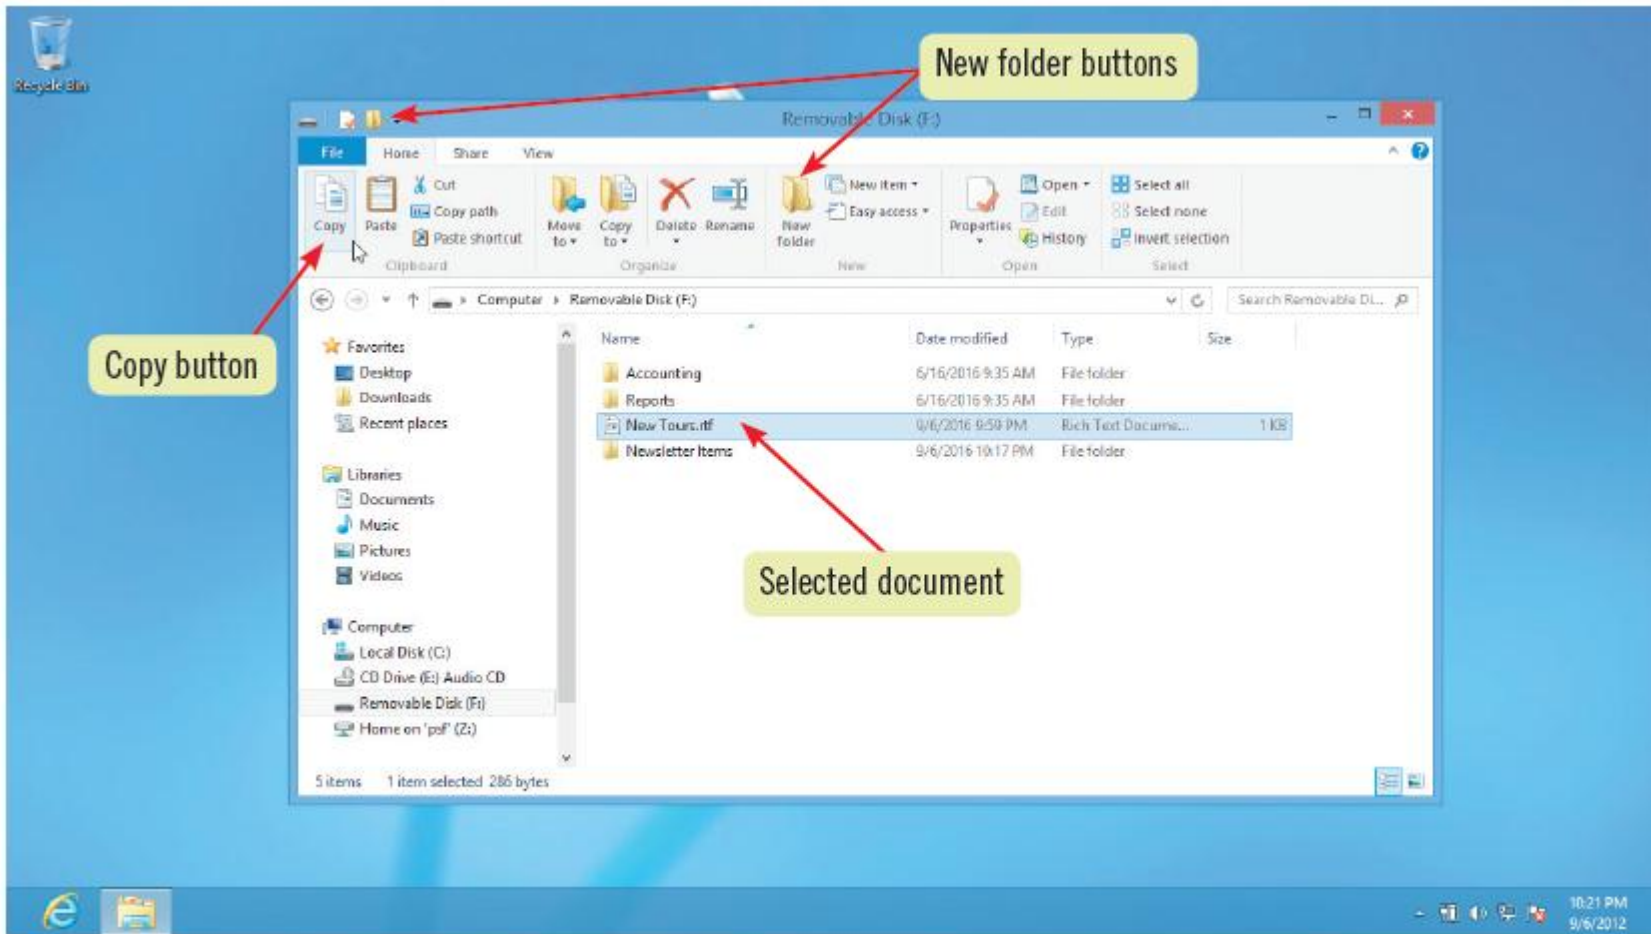 Recycle Bin
New folder buttons
Removable Disk (F:)
File Home Share View
Copy
Paste
Cut
Copy path
Paste shortcut
Clipboard
Move to
Copy to
Delete
Rename
Organize
New folder
New item
Easy access
New
Properties
Open
Edit
History
Open
Select all
Select none
Invert selection
Select
Computer Removable Disk (F:)
Search Removable Di...
Copy button
Favorites
Desktop
Downloads
Recent places
Libraries
Documents
Music
Pictures
Videos
Computer
Local Disk (C:)
CD Drive (E:) Audio CD
Removable Disk (F:)
Home on 'psf' (Z:)
Name Date modified Type Size
Accounting 6/16/2016 9:35 AM File folder
Reports 6/16/2016 9:35 AM File folder
New Tours.rtf 9/6/2016 9:59 PM Rich Text Docume... 1 KB
Newsletter Items 9/6/2016 10:17 PM File folder
Selected document
5 items 1 item selected 286 bytes
10:21 PM
9/6/2012